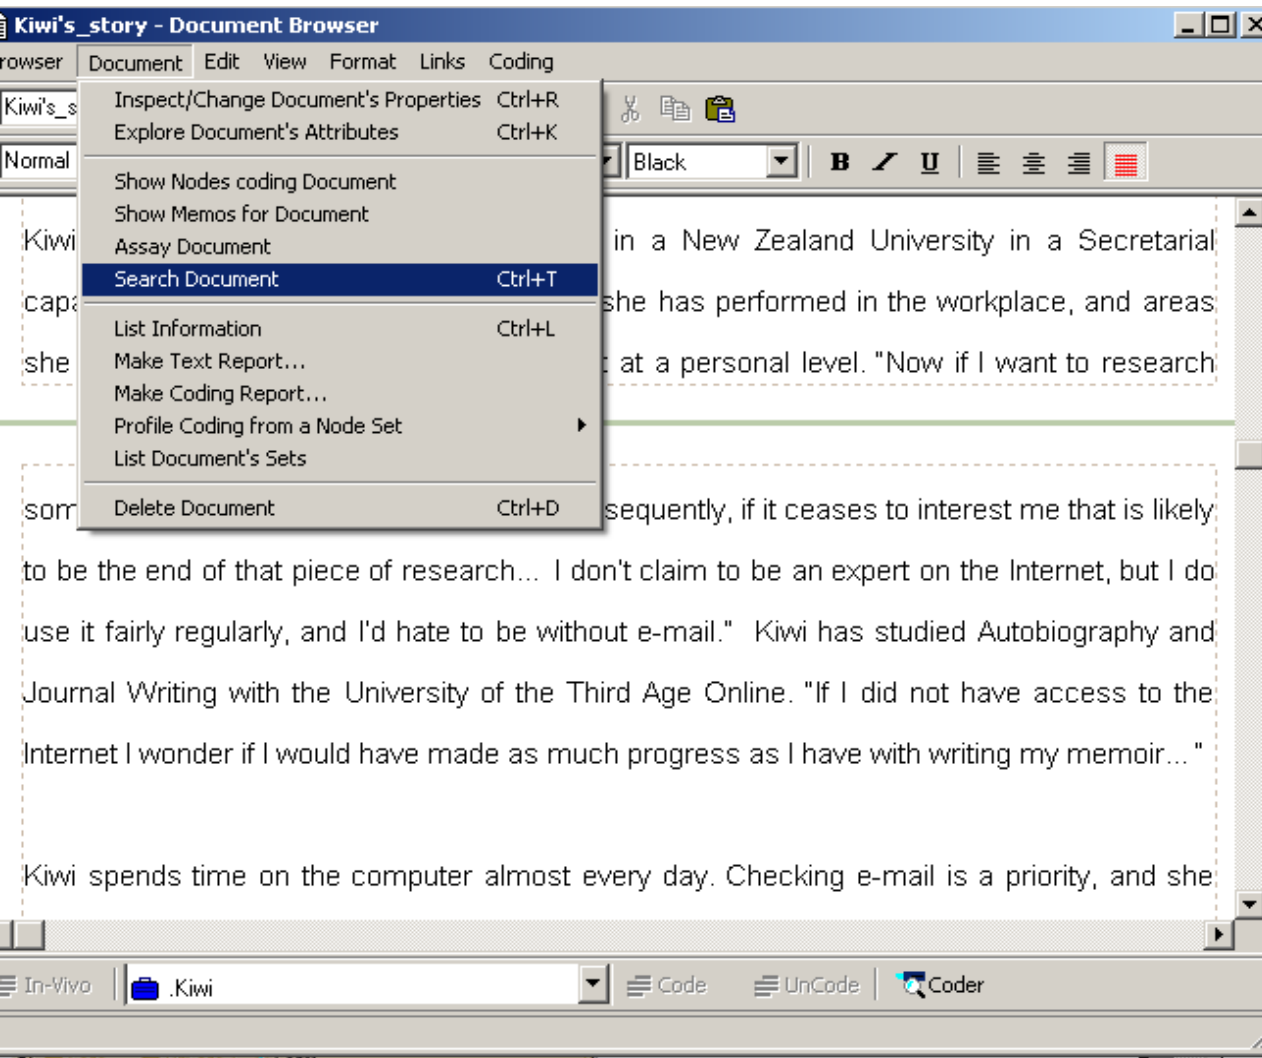 Kiwi's_story - Document Browser
rowser Document Edit View Format Links Coding
Kiwi's_s
Inspect/Change Document's Properties Ctrl+R
Explore Document's Attributes Ctrl+K
Normal
Black B I U
Show Nodes coding Document
Show Memos for Document
Assay Document
Search Document Ctrl+T
List Information Ctrl+L
Make Text Report...
Make Coding Report...
Profile Coding from a Node Set
List Document's Sets
Delete Document Ctrl+D
Kiwi in a New Zealand University in a Secretarial
capa she has performed in the workplace, and areas
she at a personal level. "Now if I want to research
som sequently, if it ceases to interest me that is likely
to be the end of that piece of research... I don't claim to be an expert on the Internet, but I do
use it fairly regularly, and I'd hate to be without e-mail." Kiwi has studied Autobiography and
Journal Writing with the University of the Third Age Online. "If I did not have access to the
Internet I wonder if I would have made as much progress as I have with writing my memoir..."
Kiwi spends time on the computer almost every day. Checking e-mail is a priority, and she
In-Vivo .Kiwi Code UnCode Coder